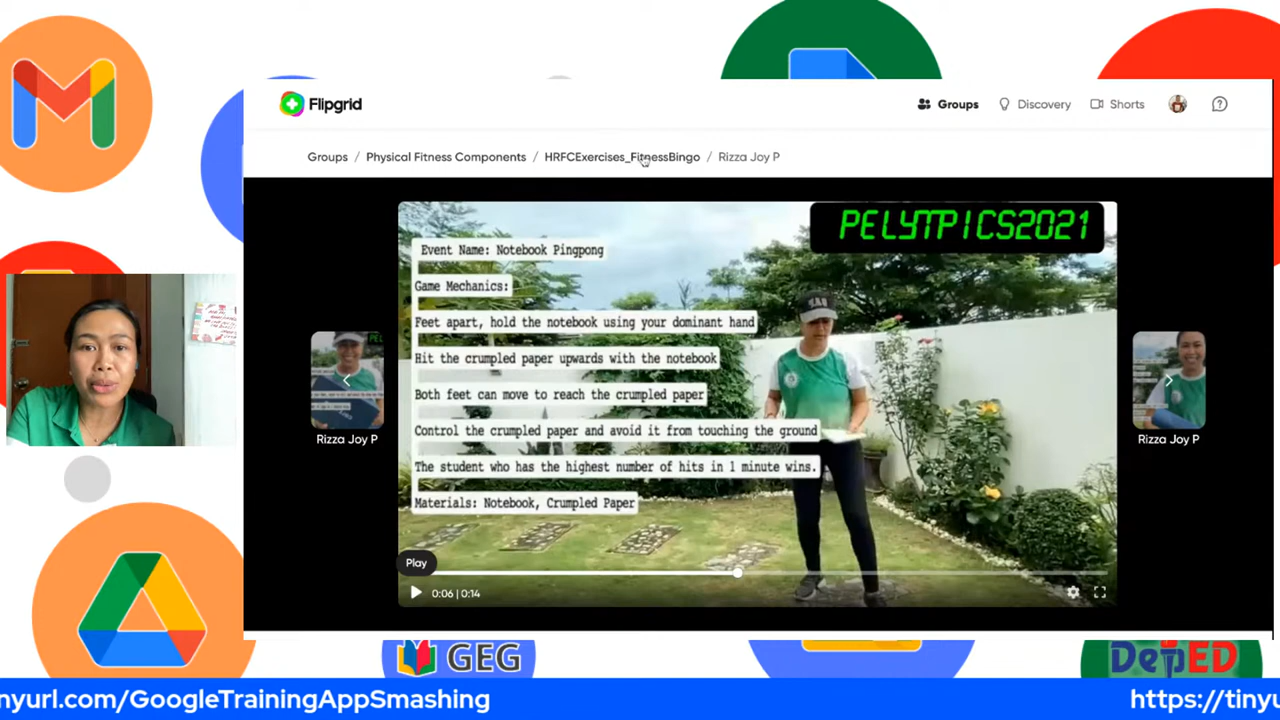 Flipgrid
Groups
Discovery
Shorts
Groups / Physical Fitness Components / HRFCExercises_FitnessBingo / Rizza Joy P
PELYMPICS2021
Event Name: Notebook Pingpong
Game Mechanics:
Feet apart, hold the notebook using your dominant hand
Hit the crumpled paper upwards with the notebook
Both feet can move to reach the crumpled paper
Control the crumpled paper and avoid it from touching the ground
The student who has the highest number of hits in 1 minute wins.
Materials: Notebook, Crumpled Paper
Rizza Joy P
Rizza Joy P
Play
0:06 | 0:14
GEG
DepED
nyurl.com/GoogleTrainingAppSmashing
https://tinyu